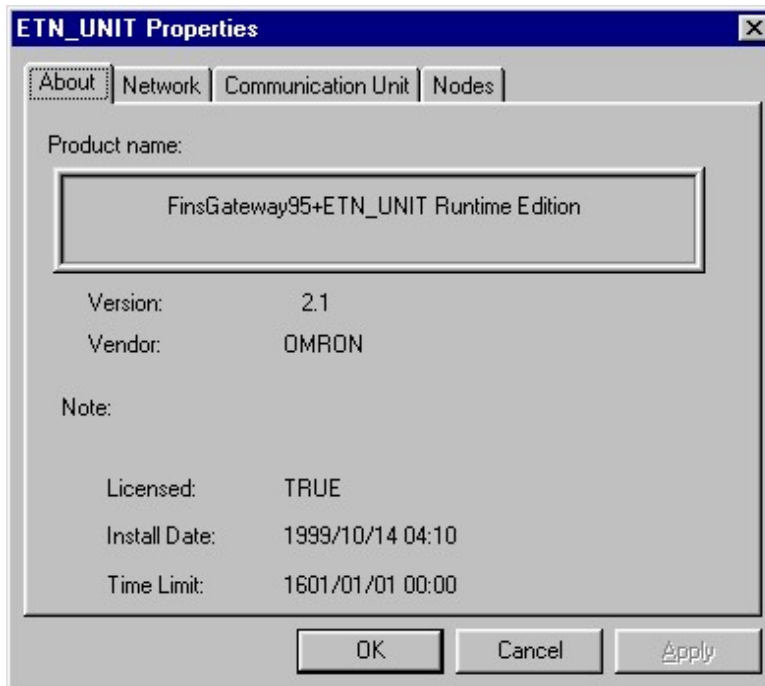 ETN_UNIT Properties
About Network Communication Unit Nodes
Product name:
FinsGateway95+ETN_UNIT Runtime Edition
Version: 2.1
Vendor: OMRON
Note:
Licensed: TRUE
Install Date: 1999/10/14 04:10
Time Limit: 1601/01/01 00:00
OK Cancel Apply